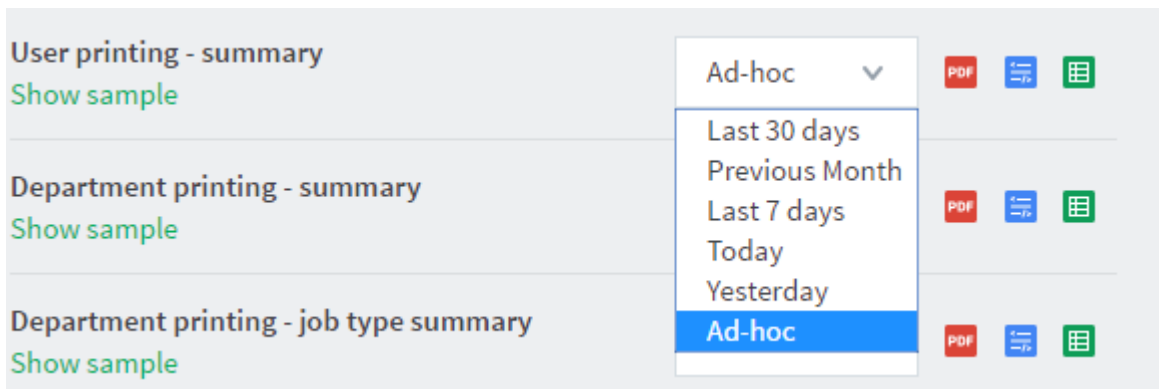 User printing - summary
Show sample
Ad-hoc
PDF
Last 30 days
Previous Month
Last 7 days
Today
Yesterday
Ad-hoc
Department printing - summary
Show sample
PDF
Department printing - job type summary
Show sample
PDF